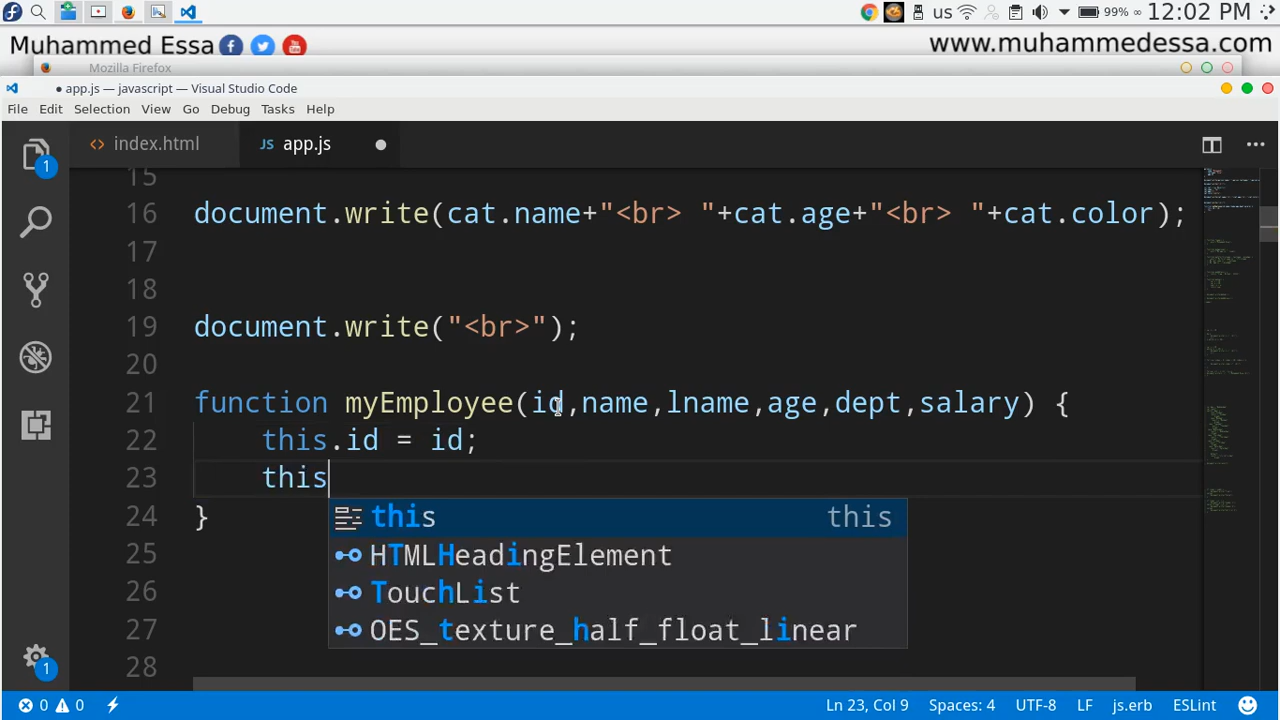 us 99% 12:02 PM
Muhammed Essa www.muhammedessa.com
Mozilla Firefox
● app.js — javascript — Visual Studio Code
File Edit Selection View Go Debug Tasks Help
1 <> index.html JS app.js ● ...
15
16 document.write(cat.name+"<br> "+cat.age+"<br> "+cat.color);
17
18
19 document.write("<br>");
20
21 function myEmployee(id,name,lname,age,dept,salary) {
22 this.id = id;
23 this
24 }
this this
25 HTMLHeadingElement
26 TouchList
27 OES_texture_half_float_linear
28
1
0 0 Ln 23, Col 9 Spaces: 4 UTF-8 LF js.erb ESLint